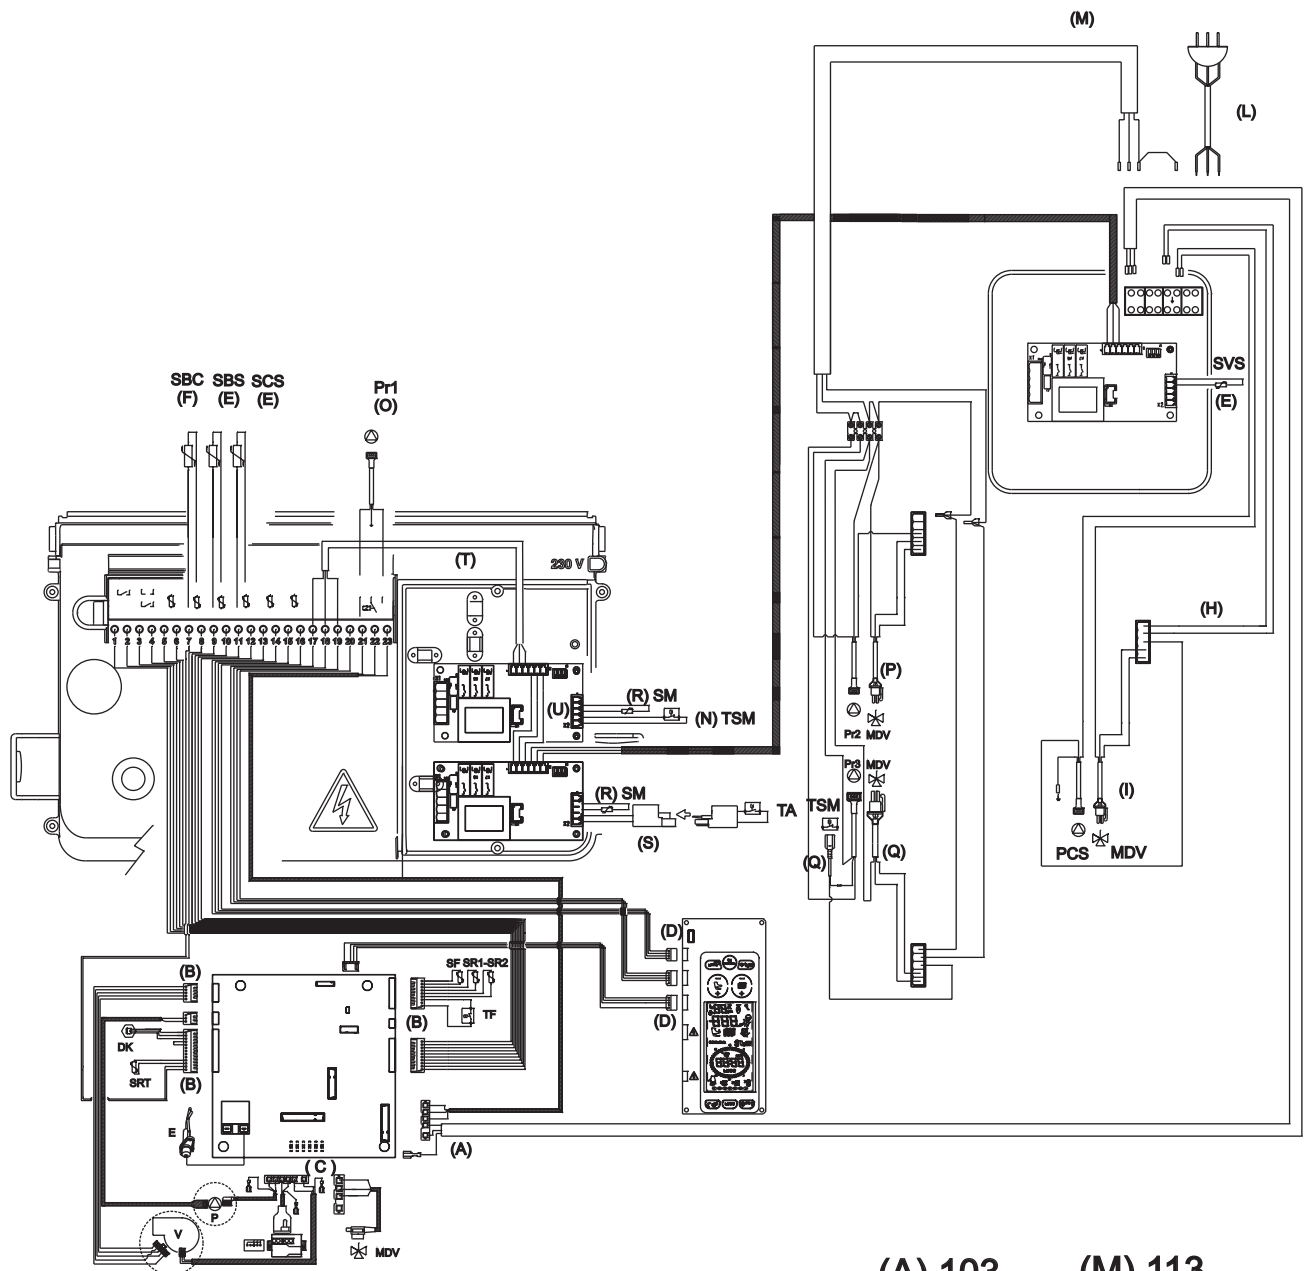 (M)
(L)
SVS
(E)
SBC SBS SCS
(F) (E) (E)
Pr1
(O)
(T)
230 V
1 2 3 4 5 6 7 8 9 10 11 12 13 14 15 16 17 18 19 20 21 22 23
(H)
(P)
(U)
(R) SM
(N) TSM
Pr2 MDV
Pr3 MDV
(R) SM
TA
TSM
(S)
(Q)
(Q)
(I)
PCS MDV
(D)
(B)
SF SR1-SR2
TF
(B)
(D)
DK
SRT
(B)
E
(A)
(C)
P
V
MDV
(A) 103
(M) 113